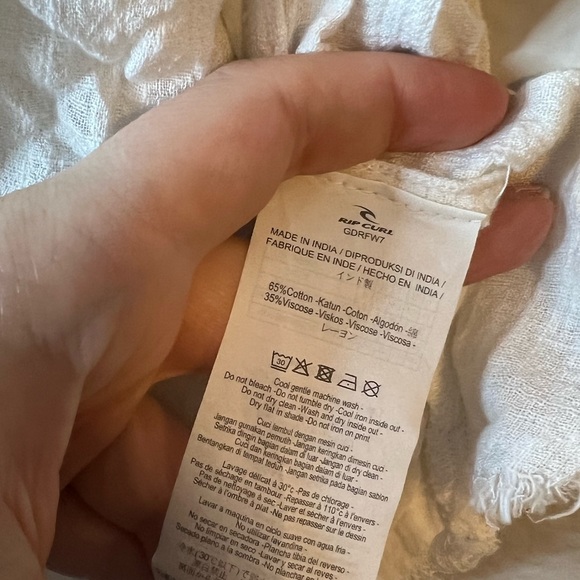 RIP CURL
GDRFW7
MADE IN INDIA / DIPRODUKSI DI INDIA /
FABRIQUE EN INDE / HECHO EN INDIA /
インド製
65%Cotton -Katun -Coton -Algodón -綿
35%Viscose -Viskos -Viscose -Viscosa -
レーヨン
30
Cool gentle machine wash -
Do not bleach -Do not tumble dry -Cool iron inside out -
Do not dry clean -Wash and dry inside out -
Dry flat in shade -Do not iron on print
Cuci lembut dengan mesin cuci -
Jangan gunakan pemutih -Jangan keringkan dimesin cuci -
Setrika dingin bagian dalam di luar -Jangan di dry clean -
Cuci dan keringkan bagian dalam di luar -
Bentangkan di tempat teduh -Jangan setrika pada bagian sablon
Lavage délicat à 30°c -Pas de chlorage -
Pas de séchage en tambour -Repasser à 110°c à l'envers -
Pas de nettoyage à sec -Laver et sécher à l'envers -
Sécher à l'ombre à plat -Ne pas repasser sur le dessin
Lavar a maquina en ciclo suave con agua fria -
No utilizar lavandina -
No secar en secadora -Plancha tibia del reverso -
No limpiar en seco -Lavar y secar al revés -
Secado plano a la sombra -No planchar en